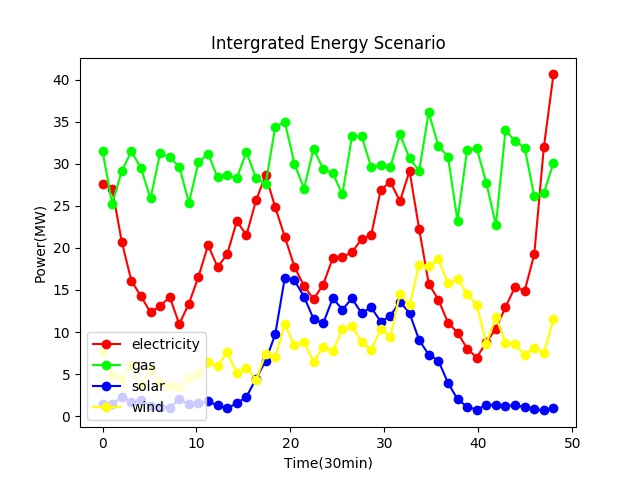 Intergrated Energy Scenario
Power(MW)
40
35
30
25
20
15
10
5
0
electricity
gas
solar
wind
0 10 20 30 40 50
Time(30min)